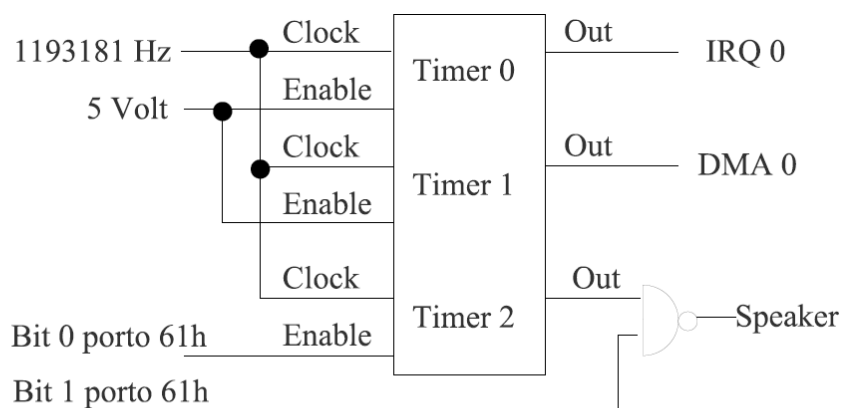 1193181 Hz
Clock
Out
IRQ 0
Timer 0
5 Volt
Enable
Clock
Out
DMA 0
Timer 1
Enable
Clock
Out
Timer 2
Speaker
Bit 0 porto 61h
Enable
Bit 1 porto 61h